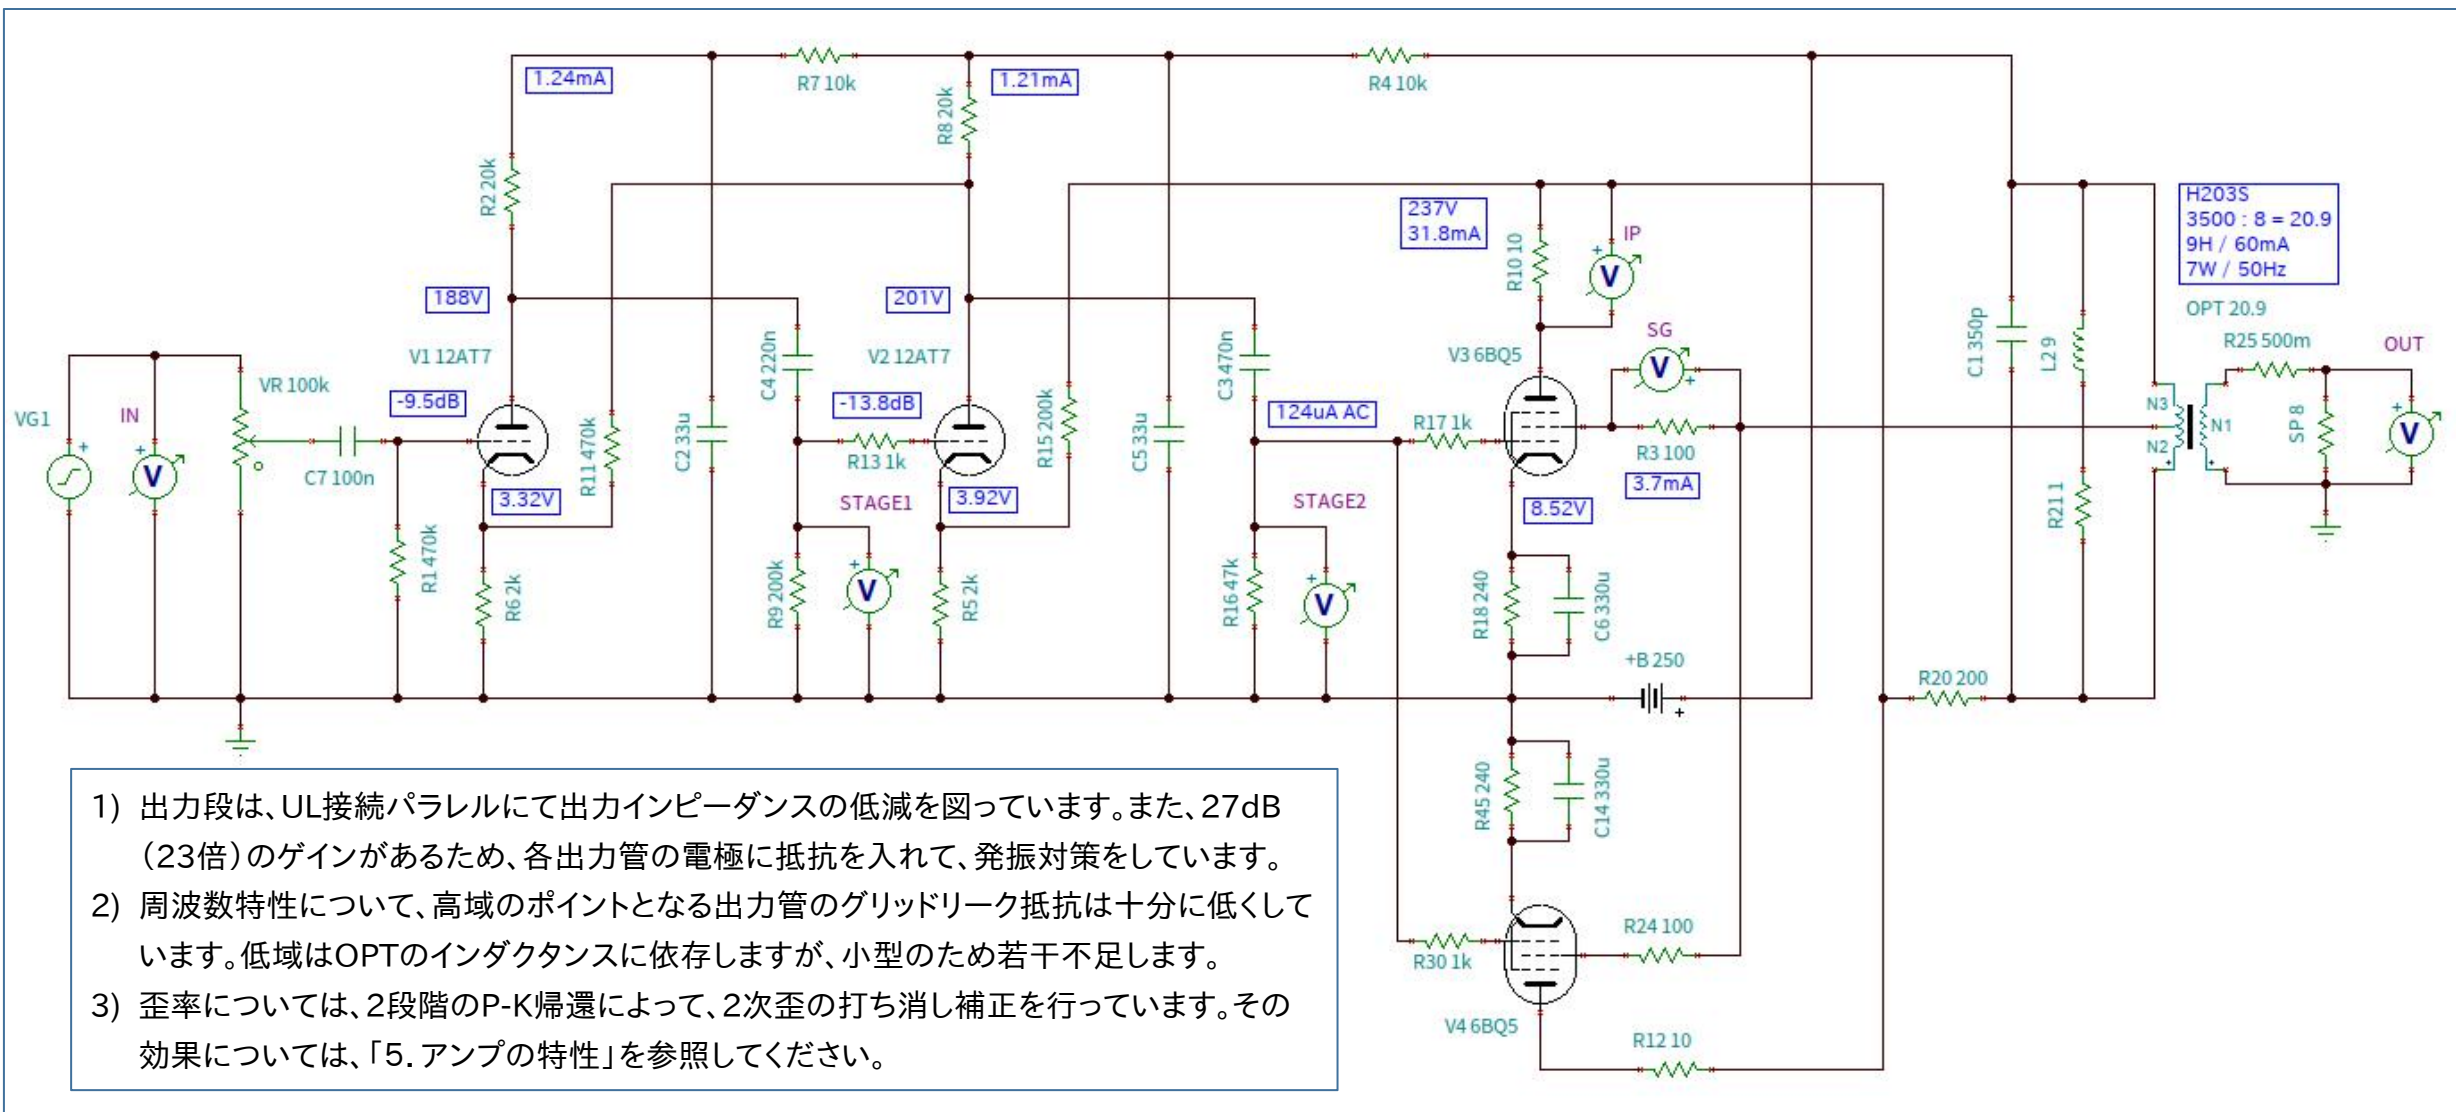 1.24mA
R7 10k
1.21mA
R4 10k
R8 20k
R2 20k
237V
31.8mA
IP
R10 10
H203S
3500 : 8 = 20.9
9H / 60mA
7W / 50Hz
188V
201V
OPT 20.9
V1 12AT7
V2 12AT7
C4 220n
C3 470n
V3 6BQ5
SG
C1 350p
L2 9
R25 500m
OUT
VG1
IN
VR 100k
-9.5dB
-13.8dB
124uA AC
R17 1k
R3 100
3.7mA
N3
N2
N1
SP 8
V
V
V
V
V
C7 100n
R11 470k
C2 33u
R13 1k
R15 200k
C5 33u
3.32V
STAGE1
3.92V
STAGE2
8.52V
R21 1
R1 470k
R6 2k
R9 200k
V
R5 2k
R16 47k
V
R18 240
C6 330u
+B 250
R20 200
R45 240
C14 330u
R30 1k
R24 100
V4 6BQ5
R12 10
1) 出力段は、UL接続パラレルにて出力インピーダンスの低減を図っています。また、27dB
(23倍)のゲインがあるため、各出力管の電極に抵抗を入れて、発振対策をしています。
2) 周波数特性について、高域のポイントとなる出力管のグリッドリーク抵抗は十分に低くして
います。低域はOPTのインダクタンスに依存しますが、小型のため若干不足します。
3) 歪率については、2段階のP-K帰還によって、2次歪の打ち消し補正を行っています。その
効果については、「5.アンプの特性」を参照してください。